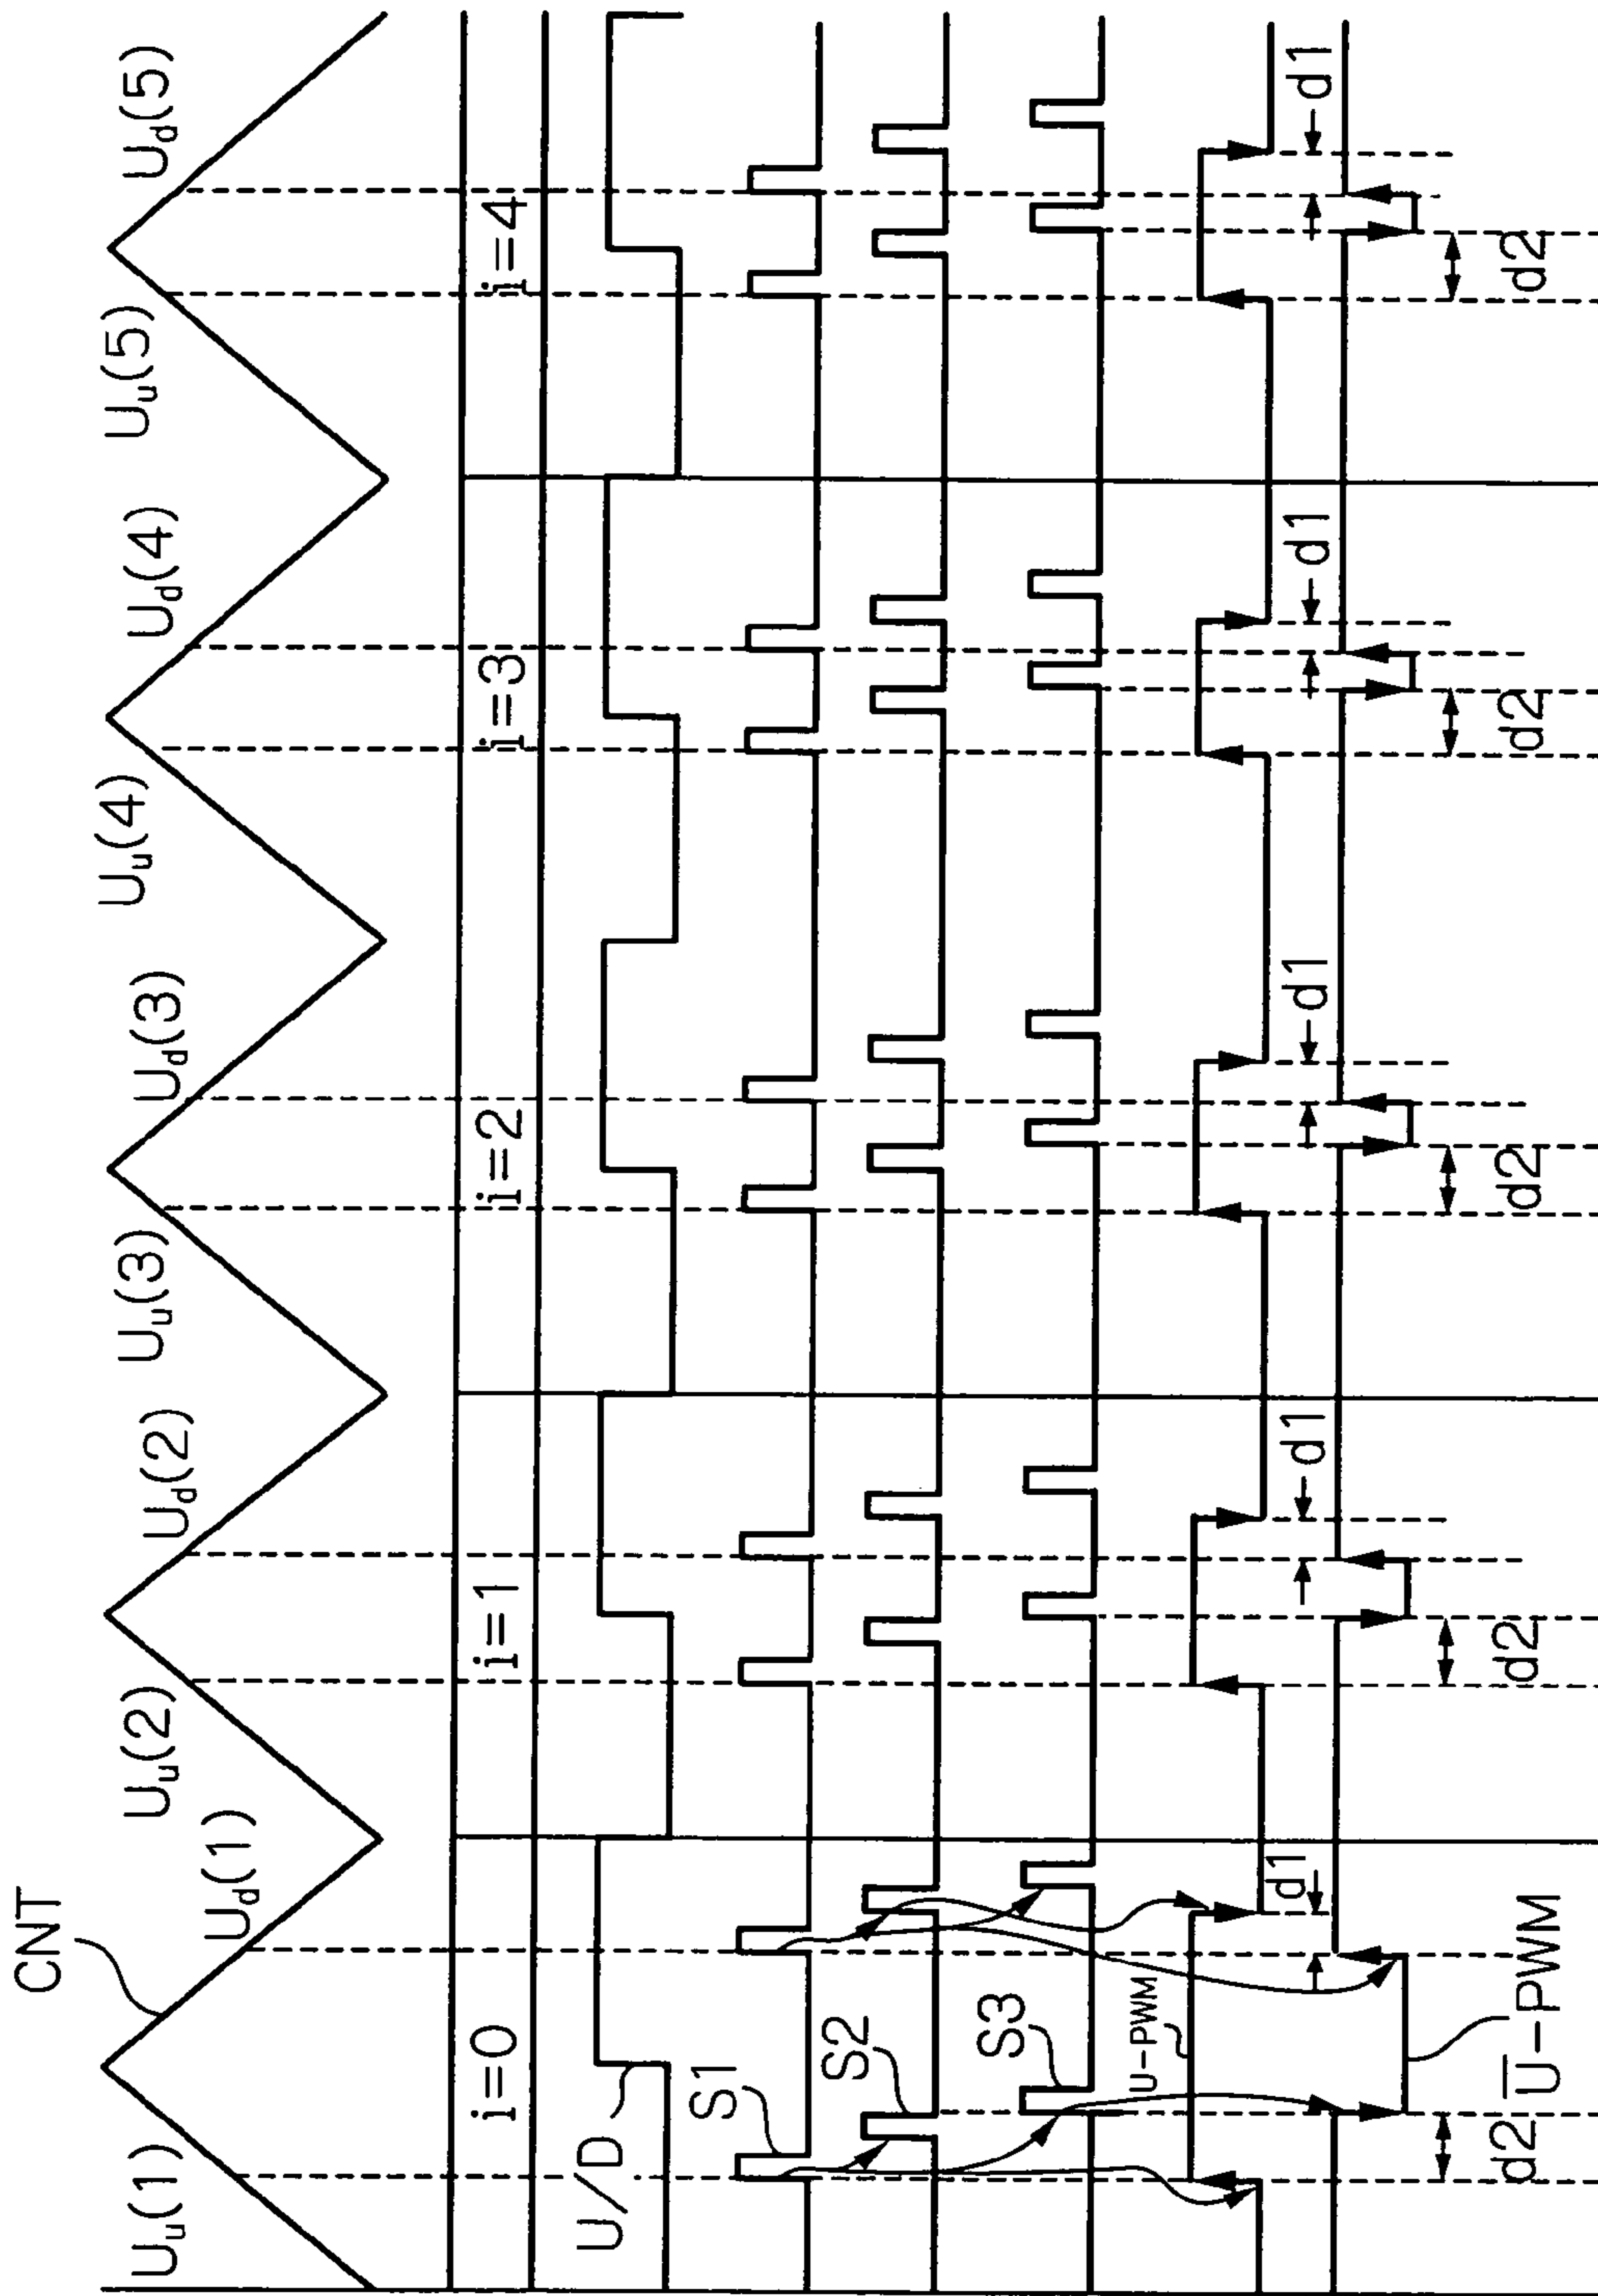 CNT
Uu(1)
Ud(1)
Uu(2)
Ud(2)
Uu(3)
Ud(3)
Uu(4)
Ud(4)
Uu(5)
Ud(5)
i=0
i=1
i=2
i=3
i=4
U/D
S1
S2
S3
U-PWM
d1
d1
d1
d1
d1
d2
d2
d2
d2
d2
U̅-PWM